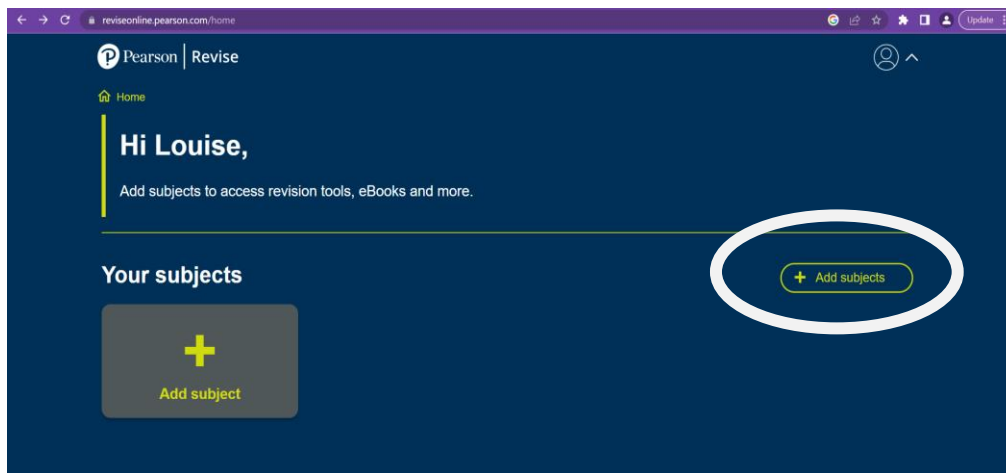 reviseonline.pearson.com/home
Update
Pearson | Revise
Home
Hi Louise,
Add subjects to access revision tools, eBooks and more.
Your subjects
+ Add subjects
+
Add subject